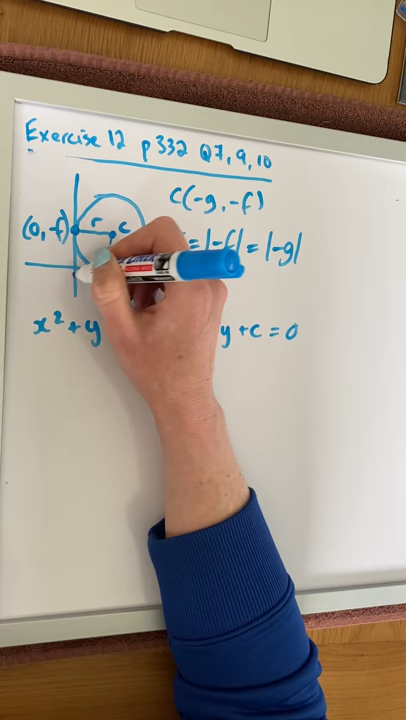 Exercise 12 p332 Q7, 9, 10
C(-g, -f)
(0, -f) r C
= |-f| = |-g|
x² + y
y + c = 0